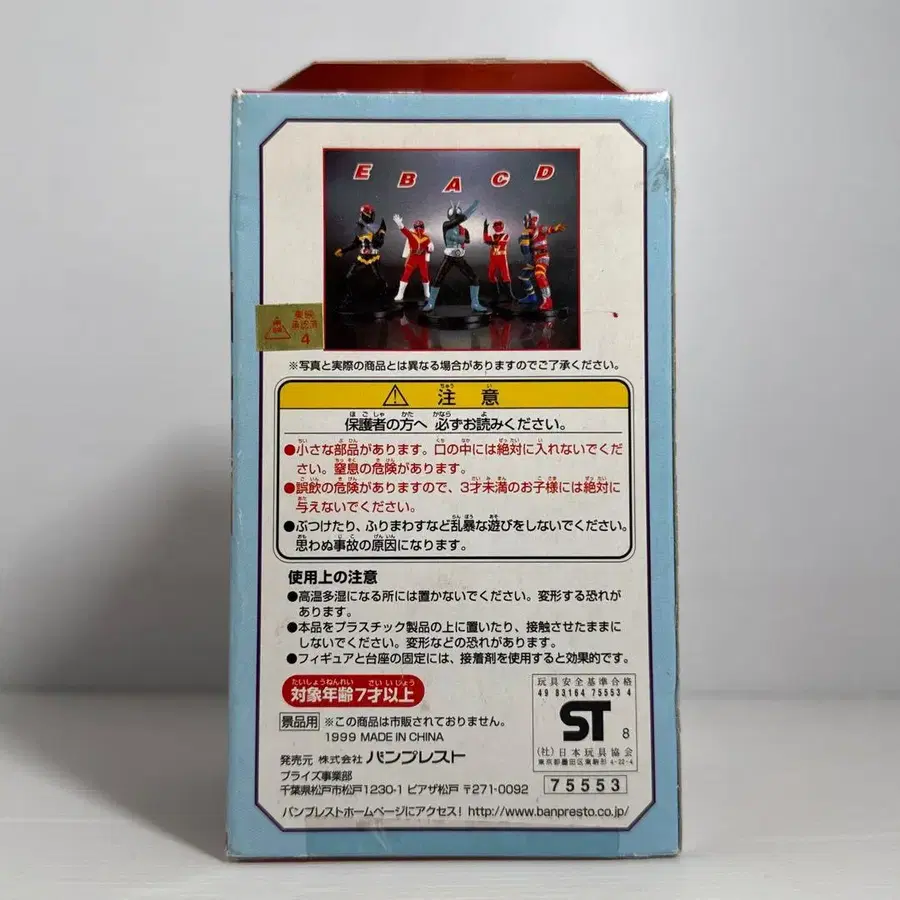 E B A C D
東映
承認済
4
※写真と実際の商品とは異なる場合がありますのでご了承ください。
注意
保護者の方へ 必ずお読みください。
●小さな部品があります。口の中には絶対に入れないでくだ
さい。窒息の危険があります。
●誤飲の危険がありますので、3才未満のお子様には絶対に
与えないでください。
●ぶつけたり、ふりまわすなど乱暴な遊びをしないでください。
思わぬ事故の原因になります。
使用上の注意
●高温多湿になる所には置かないでください。変形する恐れが
あります。
●本品をプラスチック製品の上に置いたり、接触させたままに
しないでください。変形などの恐れがあります。
●フィギュアと台座の固定には、接着剤を使用すると効果的です。
対象年齢7才以上
景品用 ※この商品は市販されておりません。
1999 MADE IN CHINA
発売元 株式会社 バンプレスト
プライズ事業部
千葉県松戸市松戸1230-1 ピアザ松戸 〒271-0092
バンプレストホームページにアクセス! http://www.banpresto.co.jp/
玩具安全基準合格
49 83164 75553 4
ST 8
(社)日本玩具協会
東京都墨田区東駒形 4-22-4
75553